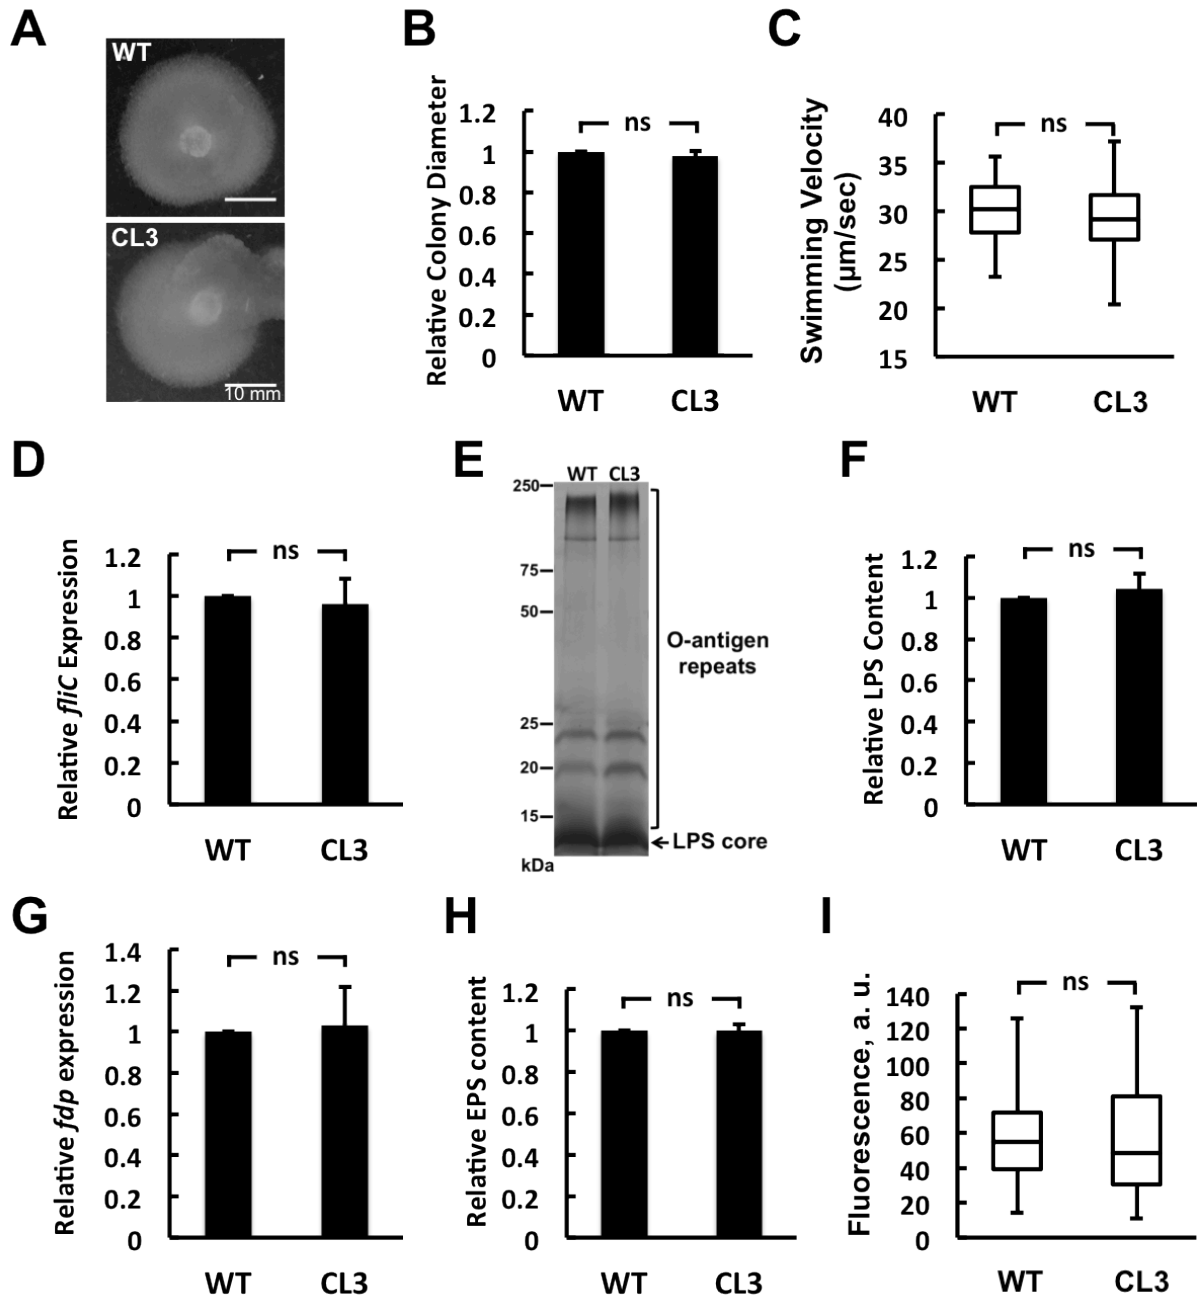 A
WT
CL3
10 mm
B
Relative Colony Diameter
1.2
1
0.8
0.6
0.4
0.2
0
ns
WT CL3
C
Swimming Velocity
(µm/sec)
40
35
30
25
20
15
ns
WT CL3
D
Relative fliC Expression
1.2
1
0.8
0.6
0.4
0.2
0
ns
WT CL3
E
WT CL3
250
75
50
25
20
15
kDa
O-antigen
repeats
LPS core
F
Relative LPS Content
1.2
1
0.8
0.6
0.4
0.2
0
ns
WT CL3
G
Relative fdp expression
1.4
1.2
1
0.8
0.6
0.4
0.2
0
ns
WT CL3
H
Relative EPS content
1.2
1
0.8
0.6
0.4
0.2
0
ns
WT CL3
I
Fluorescence, a. u.
140
120
100
80
60
40
20
0
ns
WT CL3